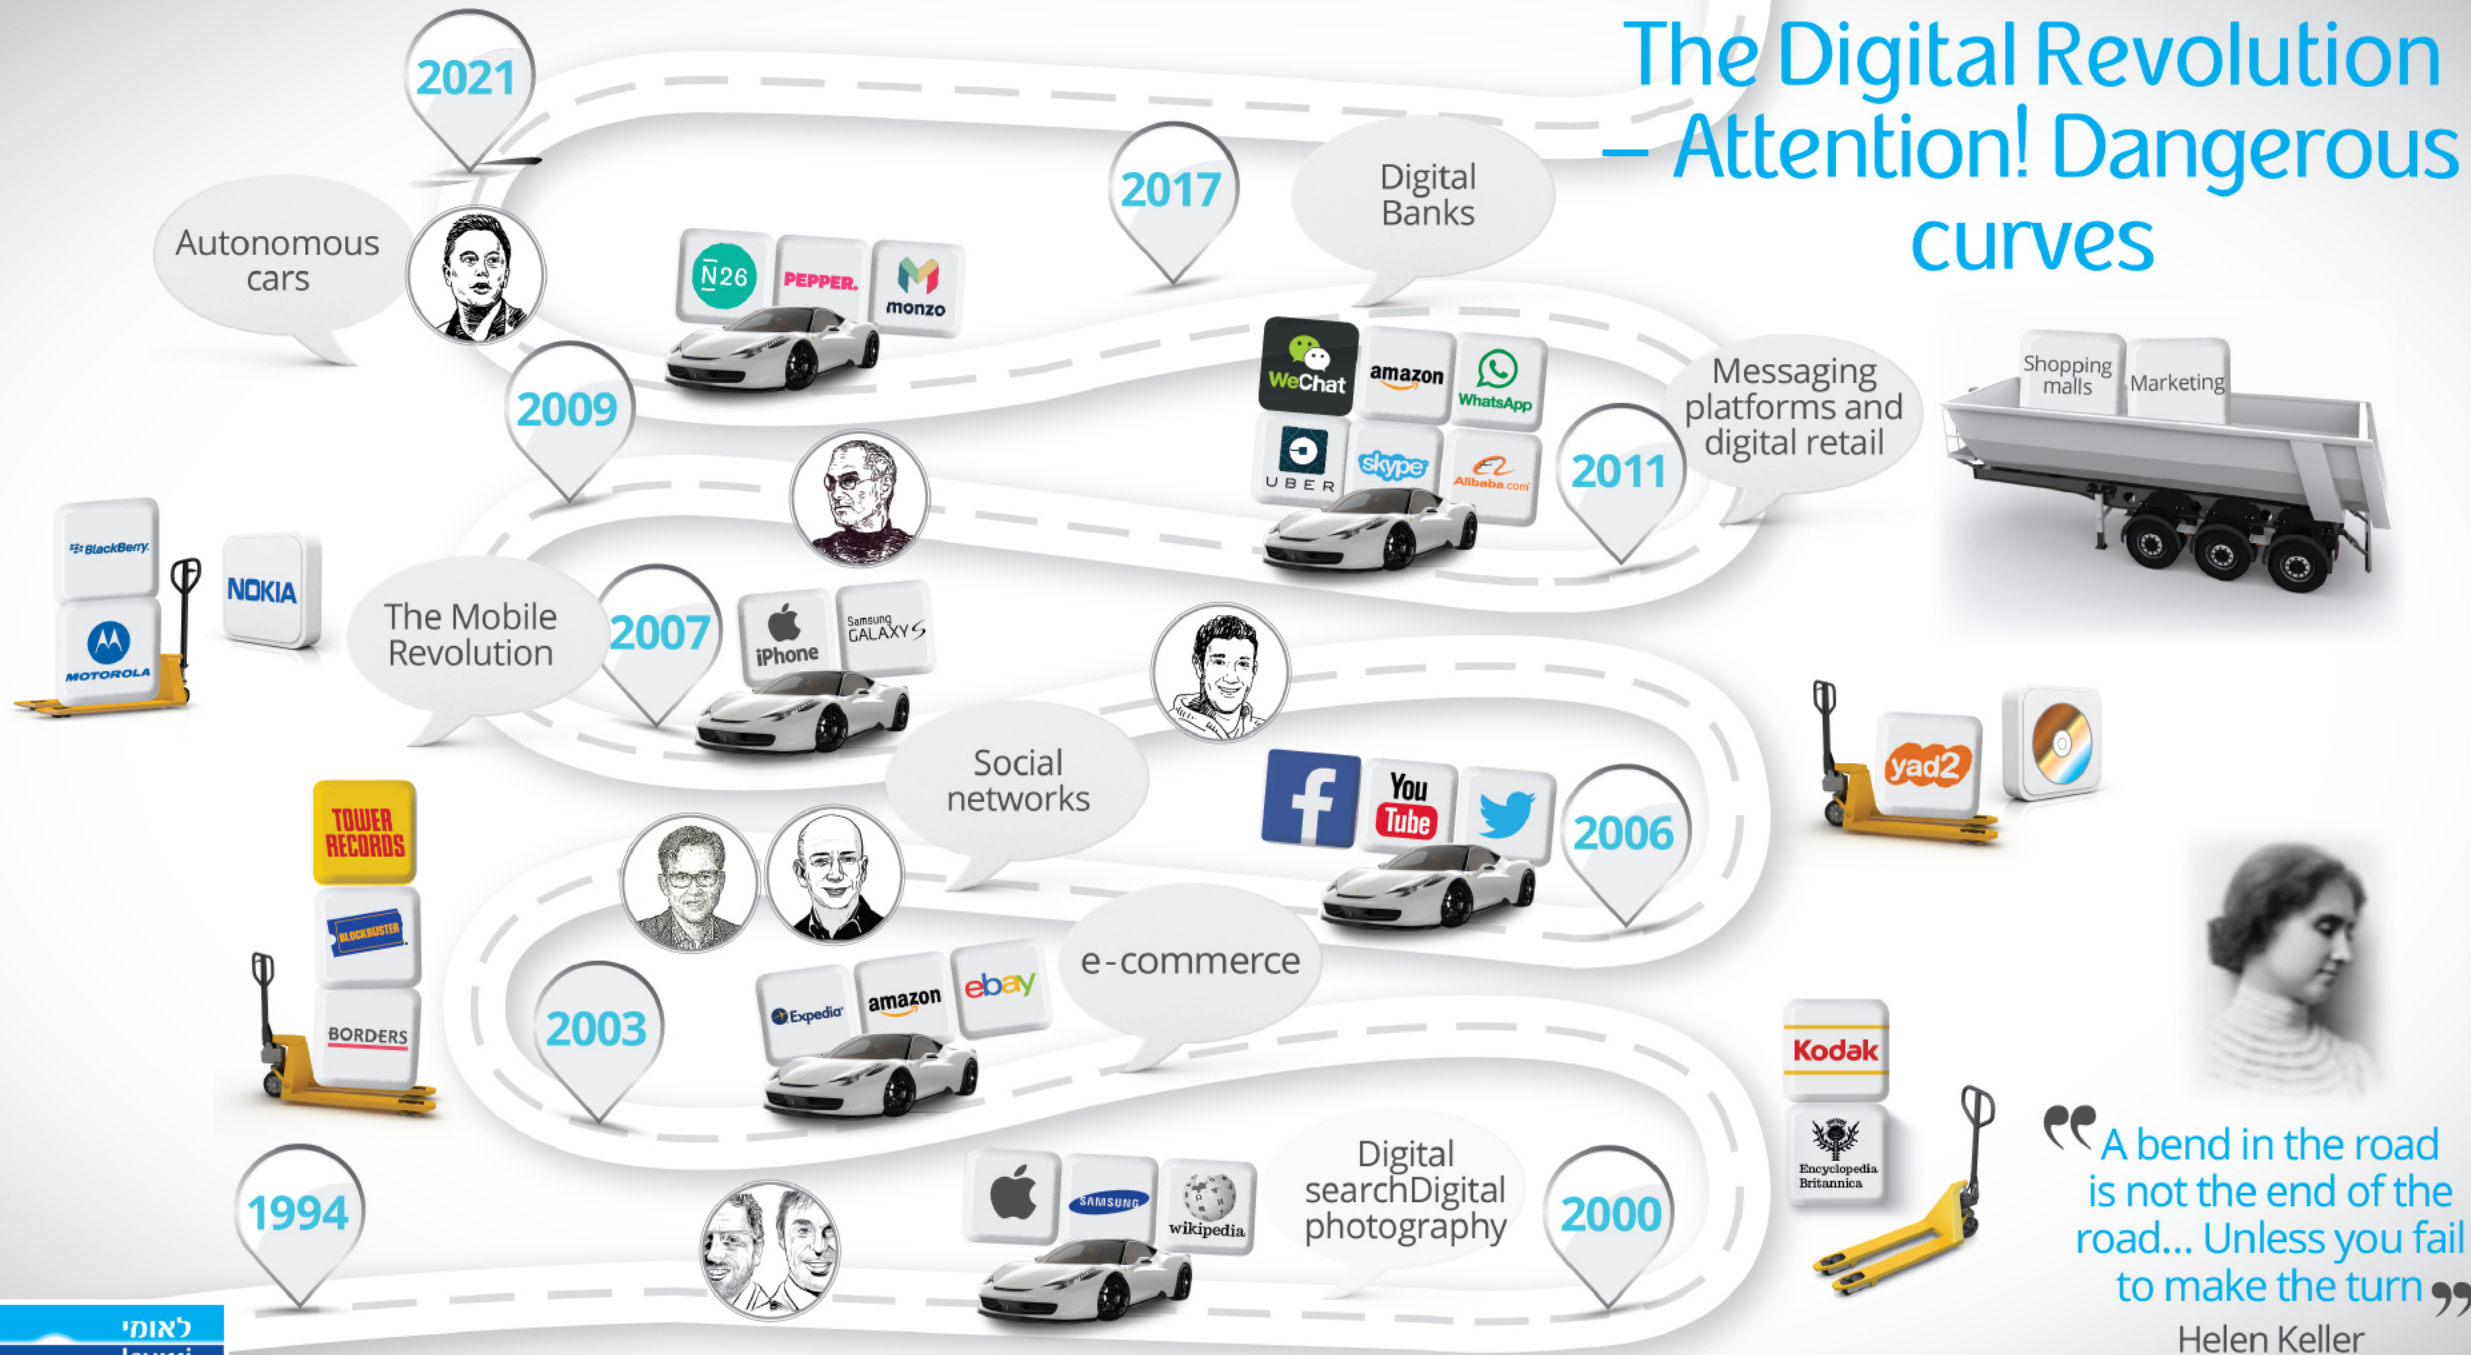 The Digital Revolution
– Attention! Dangerous
curves
2021
2017
Digital
Banks
Autonomous
cars
N26
PEPPER.
monzo
WeChat
amazon
WhatsApp
UBER
skype
Alibaba.com
2011
Messaging
platforms and
digital retail
Shopping
malls
Marketing
2009
BlackBerry.
MOTOROLA
NOKIA
The Mobile
Revolution
2007
iPhone
Samsung
GALAXY S
Social
networks
f
You
Tube
2006
yad2
TOWER
RECORDS
BLOCKBUSTER
BORDERS
2003
Expedia
amazon
ebay
e-commerce
Kodak
Encyclopedia
Britannica
1994
SAMSUNG
wikipedia
Digital
searchDigital
photography
2000
“A bend in the road
is not the end of the
road... Unless you fail
to make the turn”
Helen Keller
לאומי